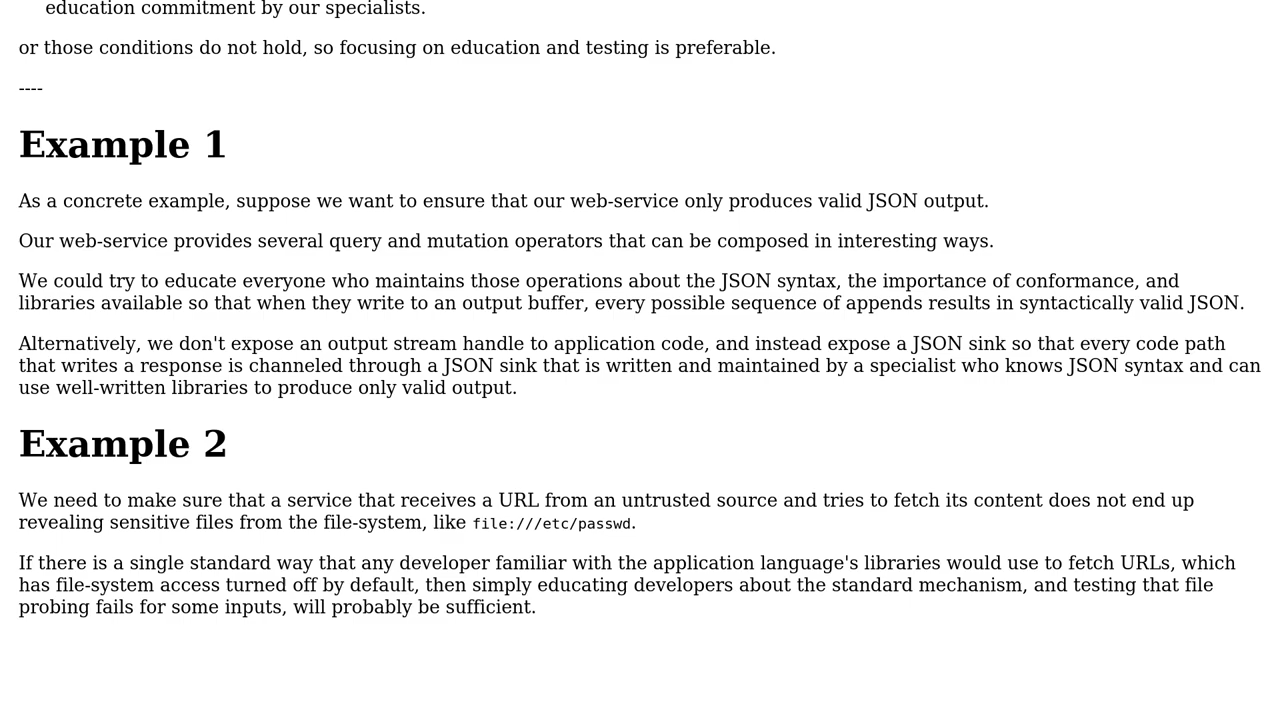 education commitment by our specialists.
or those conditions do not hold, so focusing on education and testing is preferable.
----
Example 1
As a concrete example, suppose we want to ensure that our web-service only produces valid JSON output.
Our web-service provides several query and mutation operators that can be composed in interesting ways.
We could try to educate everyone who maintains those operations about the JSON syntax, the importance of conformance, and
libraries available so that when they write to an output buffer, every possible sequence of appends results in syntactically valid JSON.
Alternatively, we don't expose an output stream handle to application code, and instead expose a JSON sink so that every code path
that writes a response is channeled through a JSON sink that is written and maintained by a specialist who knows JSON syntax and can
use well-written libraries to produce only valid output.
Example 2
We need to make sure that a service that receives a URL from an untrusted source and tries to fetch its content does not end up
revealing sensitive files from the file-system, like file:///etc/passwd.
If there is a single standard way that any developer familiar with the application language's libraries would use to fetch URLs, which
has file-system access turned off by default, then simply educating developers about the standard mechanism, and testing that file
probing fails for some inputs, will probably be sufficient.